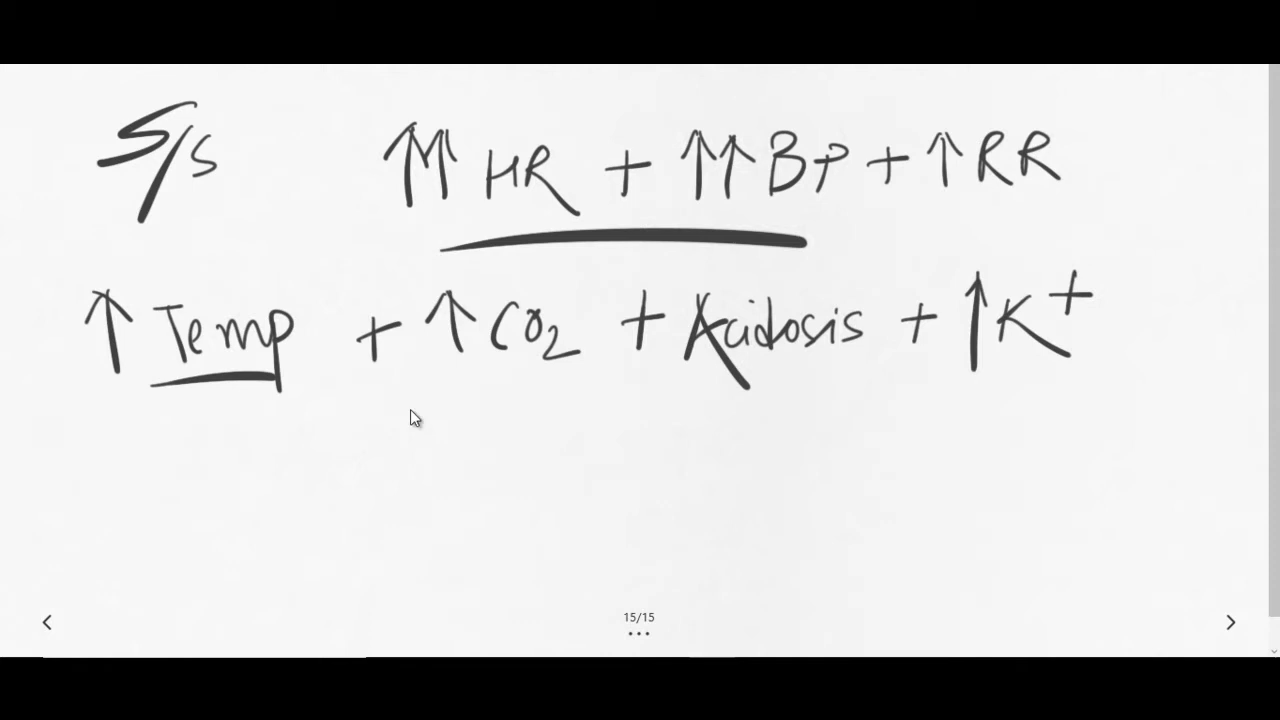 S/s ↑↑ HR + ↑↑ BP + ↑ RR
↑ Temp + ↑ CO2 + Acidosis + ↑ K+
15/15